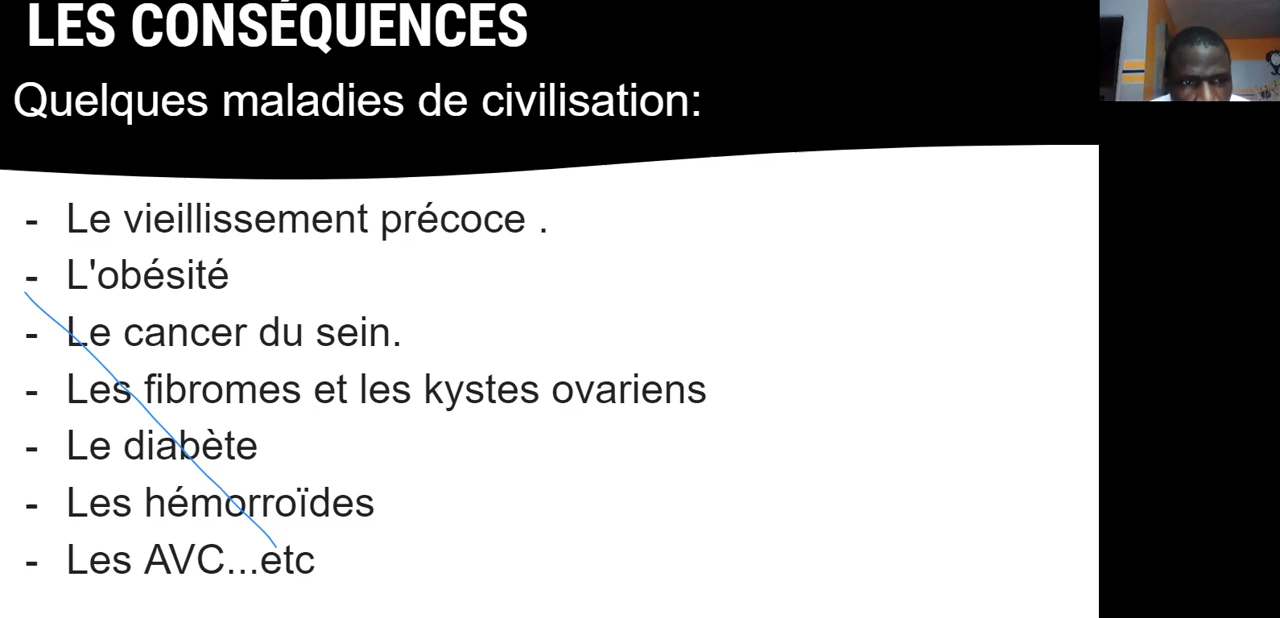 LES CONSÉQUENCES
Quelques maladies de civilisation:
- Le vieillissement précoce .
- L'obésité
- Le cancer du sein.
- Les fibromes et les kystes ovariens
- Le diabète
- Les hémorroïdes
- Les AVC...etc